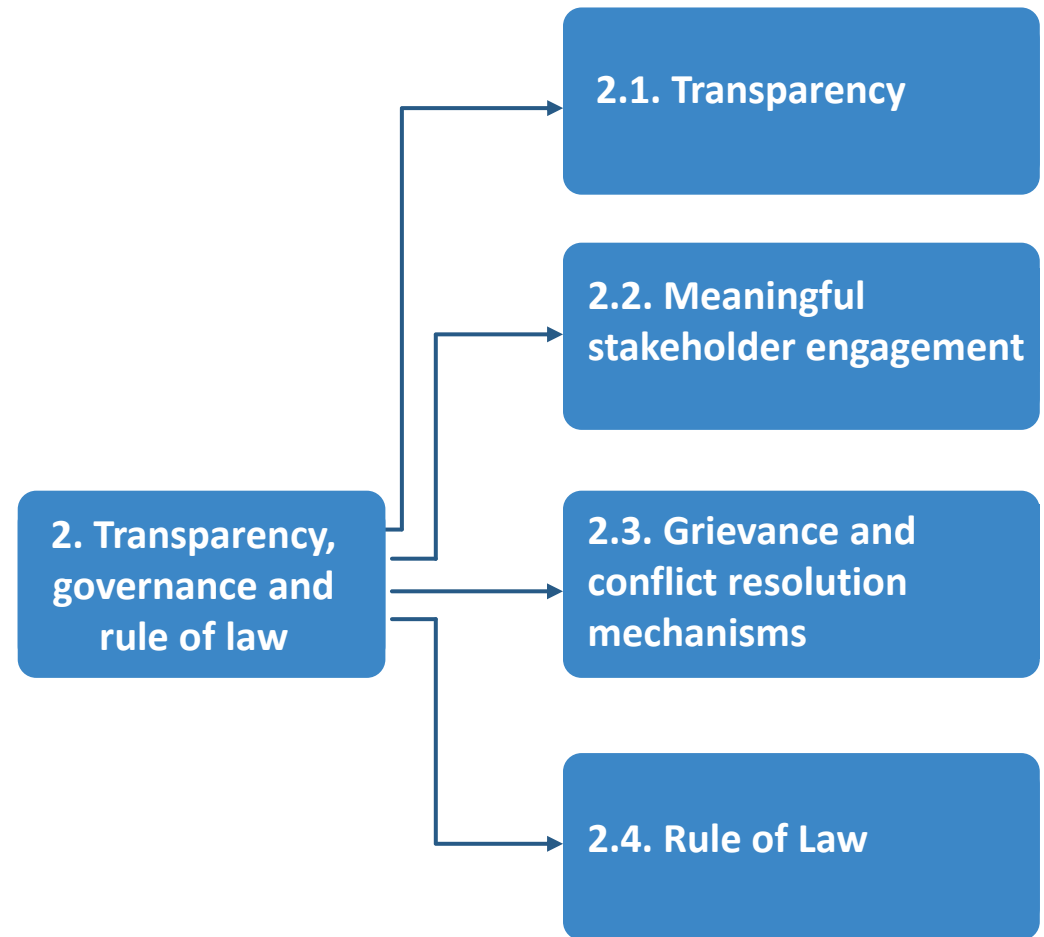 2.1. Transparency
2.2. Meaningful
stakeholder engagement
2. Transparency,
governance and
rule of law
2.3. Grievance and
conflict resolution
mechanisms
2.4. Rule of Law